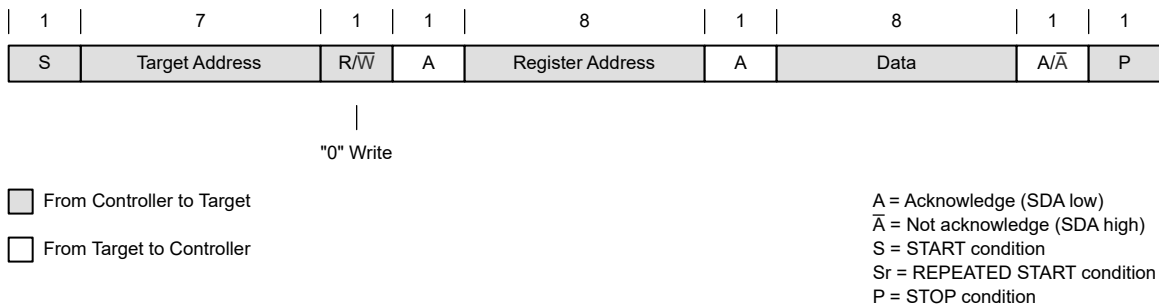 1 7 1 1 8 1 8 1 1
S Target Address R/W̅ A Register Address A Data A/A̅ P
"0" Write
From Controller to Target
From Target to Controller
A = Acknowledge (SDA low)
A̅ = Not acknowledge (SDA high)
S = START condition
Sr = REPEATED START condition
P = STOP condition